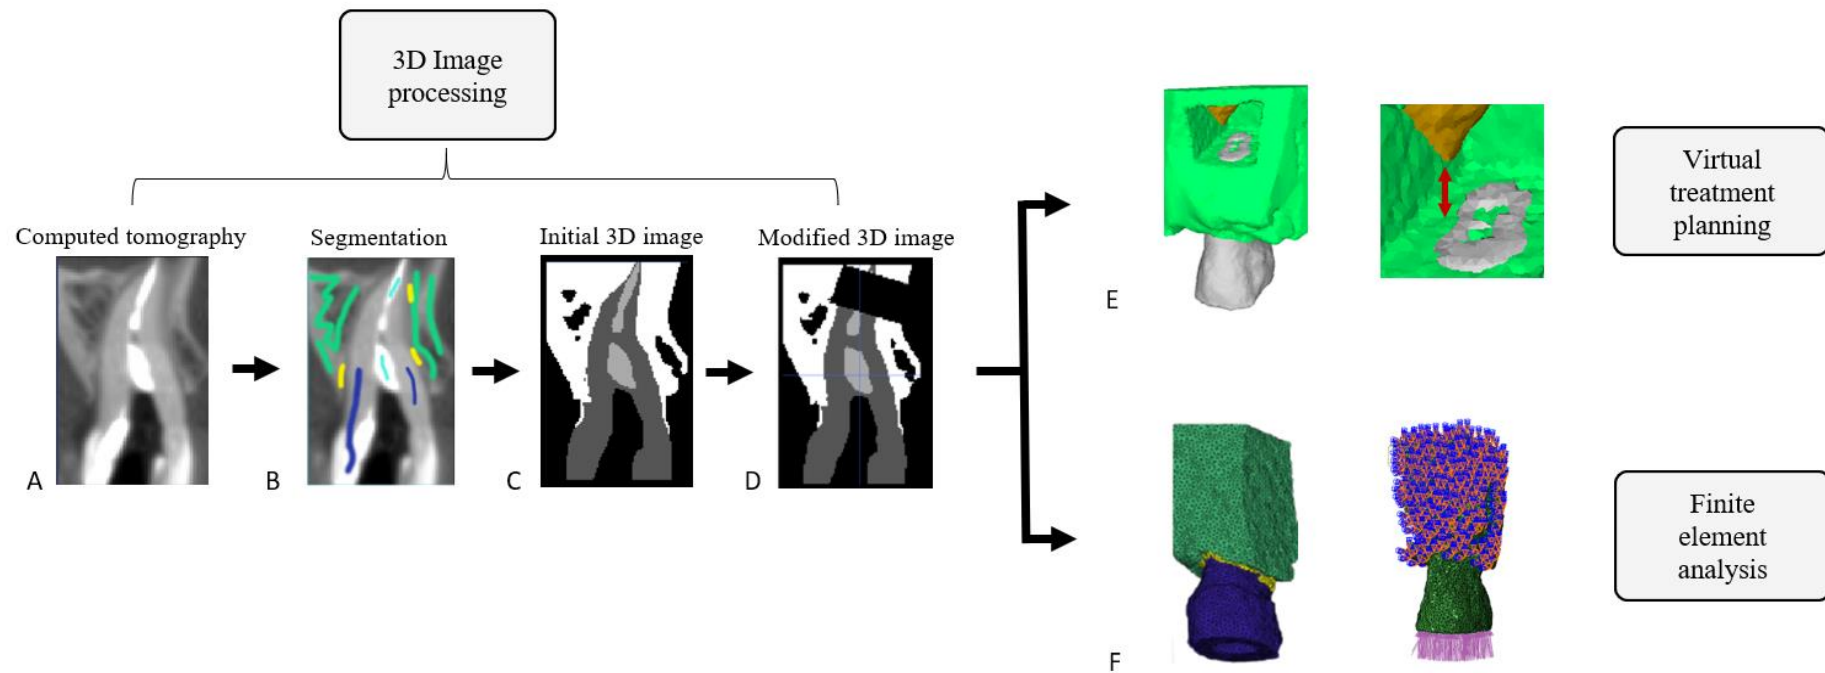 3D Image
processing
Computed tomography
Segmentation
Initial 3D image
Modified 3D image
A
B
C
D
E
Virtual
treatment
planning
F
Finite
element
analysis